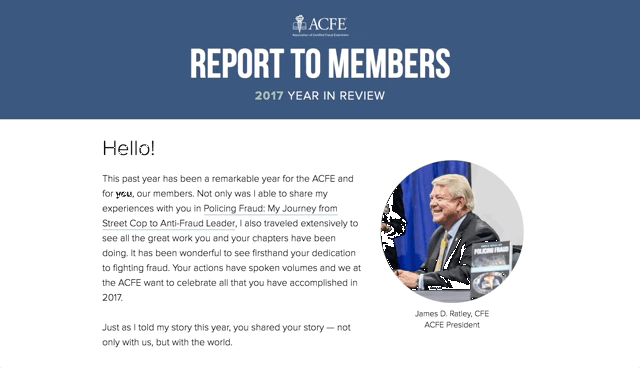 ACFE
Association of Certified Fraud Examiners
REPORT TO MEMBERS
2017 YEAR IN REVIEW
Hello!
This past year has been a remarkable year for the ACFE and
for you, our members. Not only was I able to share my
experiences with you in Policing Fraud: My Journey from
Street Cop to Anti-Fraud Leader, I also traveled extensively to
see all the great work you and your chapters have been
doing. It has been wonderful to see firsthand your dedication
to fighting fraud. Your actions have spoken volumes and we at
the ACFE want to celebrate all that you have accomplished in
2017.
Just as I told my story this year, you shared your story — not
only with us, but with the world.
POLICING FRAUD
James D. Ratley, CFE
ACFE President